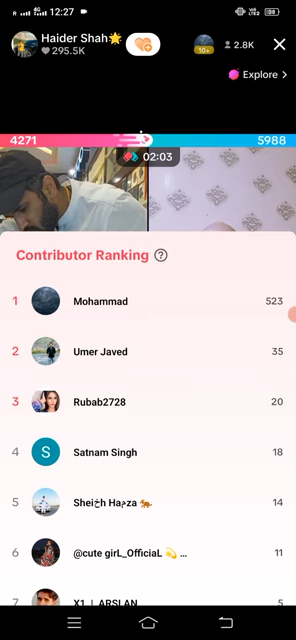 12:27
Haider Shah🌟
295.5K
10+
2.8K
Explore >
4271
5988
02:03
Contributor Ranking ?
1 Mohammad 523
2 Umer Javed 35
3 Rubab2728 20
4 S Satnam Singh 18
5 14
6 @cute girL_OfficiaL 💫 ... 11
7 X1 | ARSLAN 5